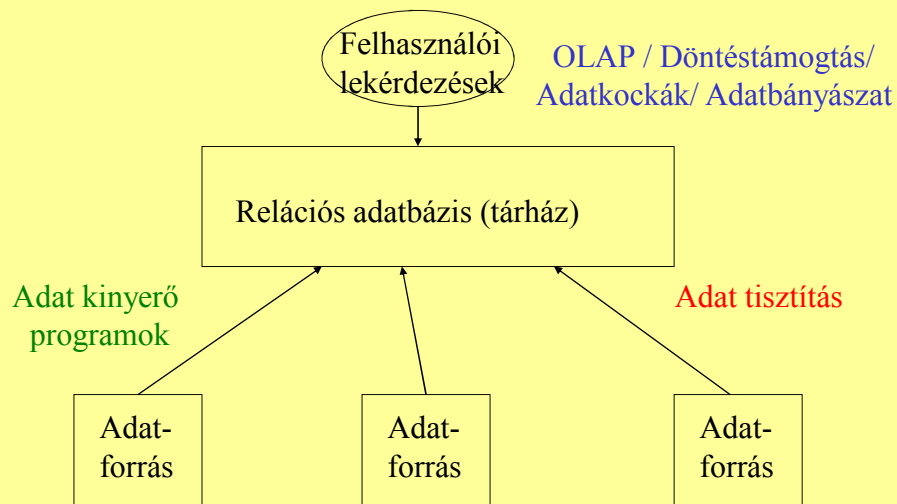 Felhasználói
lekérdezések
OLAP / Döntéstámogtás/
Adatkockák/ Adatbányászat
Relációs adatbázis (tárház)
Adat kinyerő
programok
Adat tisztítás
Adat-
forrás
Adat-
forrás
Adat-
forrás